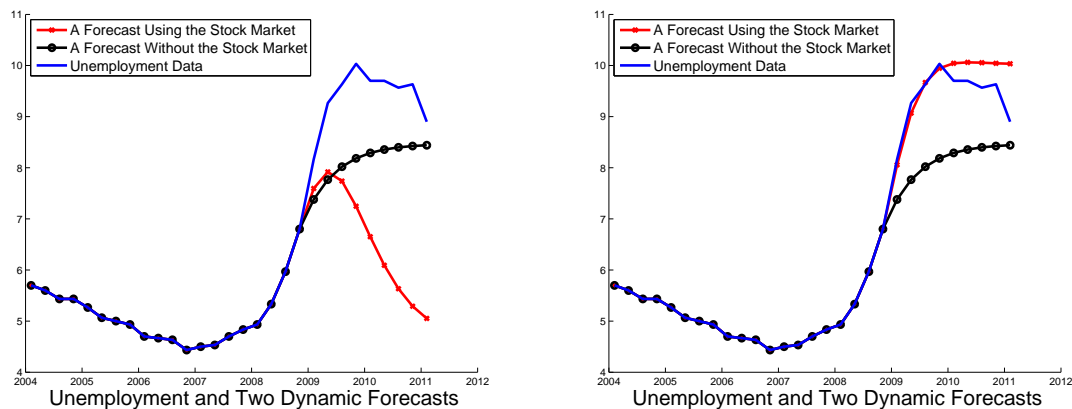 11
A Forecast Using the Stock Market
A Forecast Without the Stock Market
Unemployment Data
10
9
8
7
6
5
4
2004 2005 2006 2007 2008 2009 2010 2011 2012
Unemployment and Two Dynamic Forecasts
11
A Forecast Using the Stock Market
A Forecast Without the Stock Market
Unemployment Data
10
9
8
7
6
5
4
2004 2005 2006 2007 2008 2009 2010 2011 2012
Unemployment and Two Dynamic Forecasts